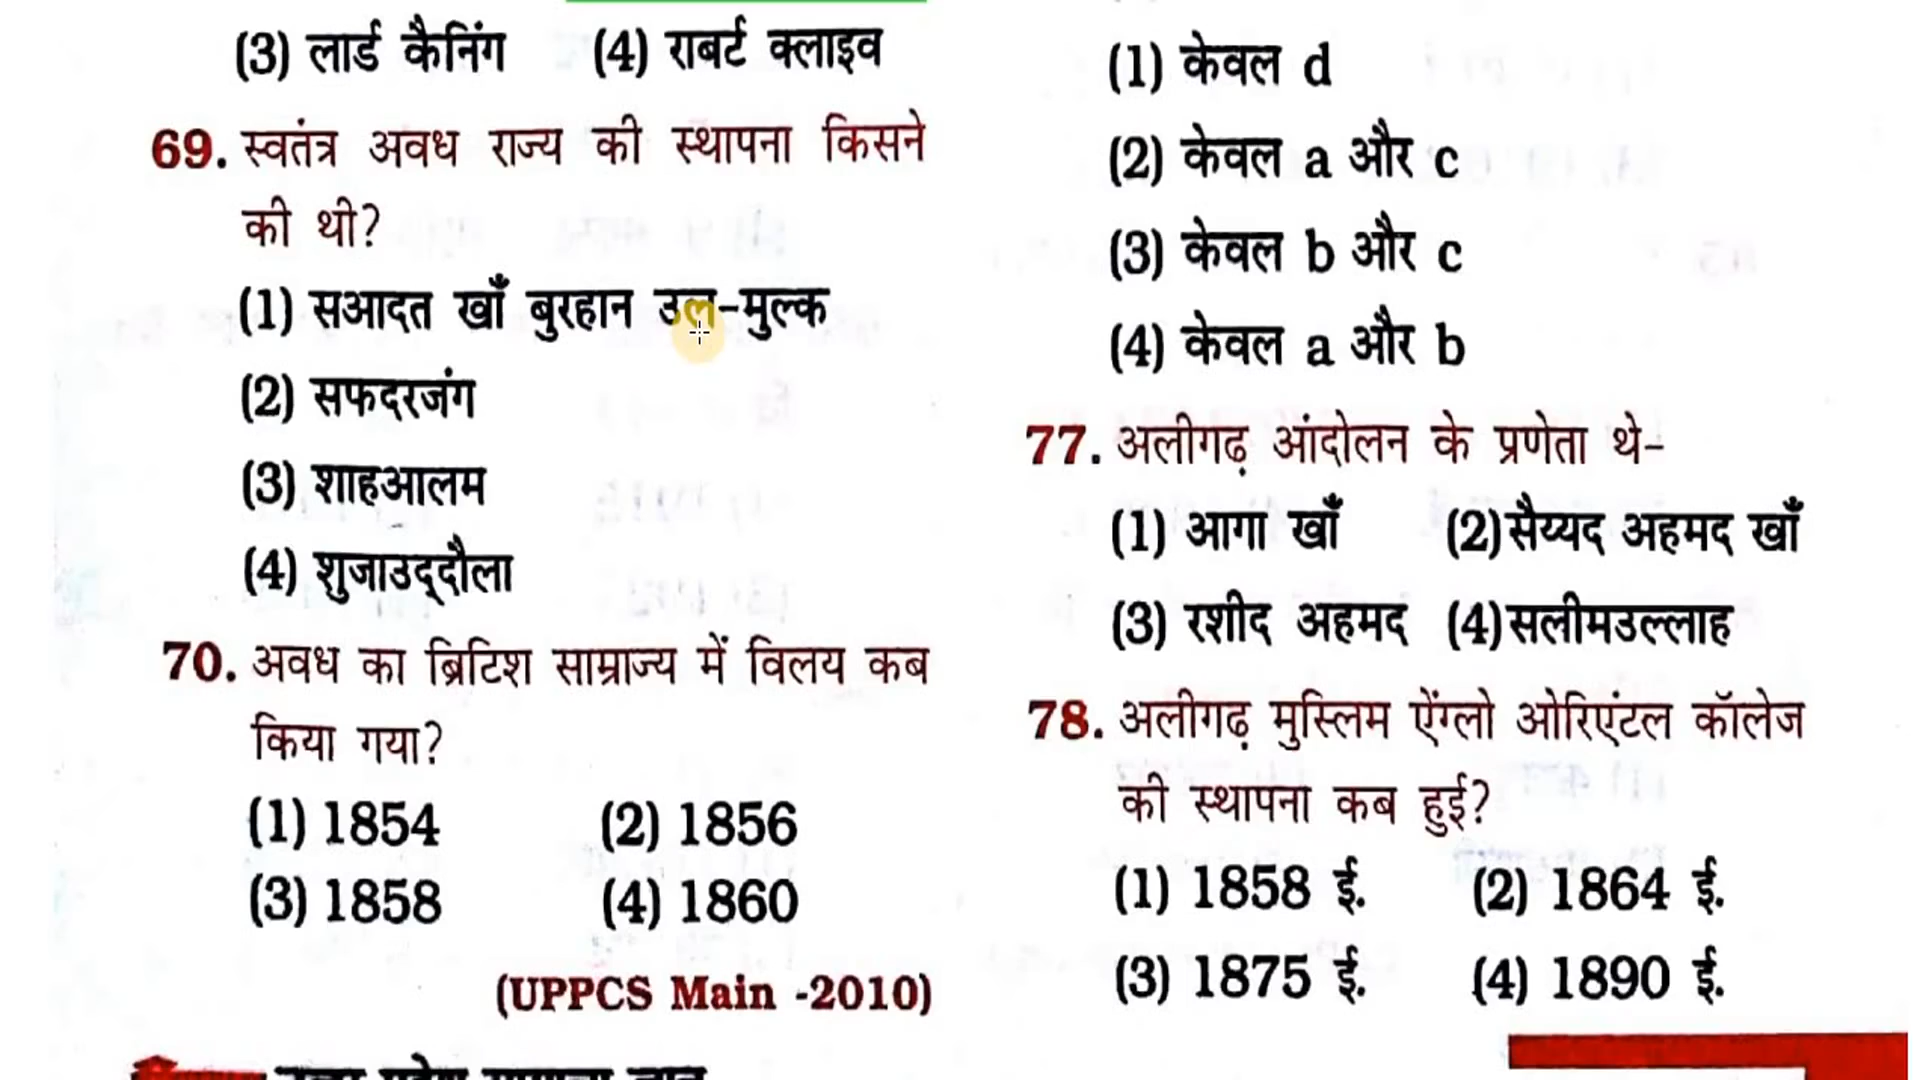 (3) लार्ड कैनिंग (4) राबर्ट क्लाइव
69. स्वतंत्र अवध राज्य की स्थापना किसने
की थी?
(1) सआदत खाँ बुरहान उल-मुल्क
(2) सफदरजंग
(3) शाहआलम
(4) शुजाउद्दौला
70. अवध का ब्रिटिश साम्राज्य में विलय कब
किया गया?
(1) 1854 (2) 1856
(3) 1858 (4) 1860
(UPPCS Main -2010)
(1) केवल d
(2) केवल a और c
(3) केवल b और c
(4) केवल a और b
77. अलीगढ़ आंदोलन के प्रणेता थे-
(1) आगा खाँ (2) सैय्यद अहमद खाँ
(3) रशीद अहमद (4) सलीमउल्लाह
78. अलीगढ़ मुस्लिम ऐंग्लो ओरिएंटल कॉलेज
की स्थापना कब हुई?
(1) 1858 ई. (2) 1864 ई.
(3) 1875 ई. (4) 1890 ई.